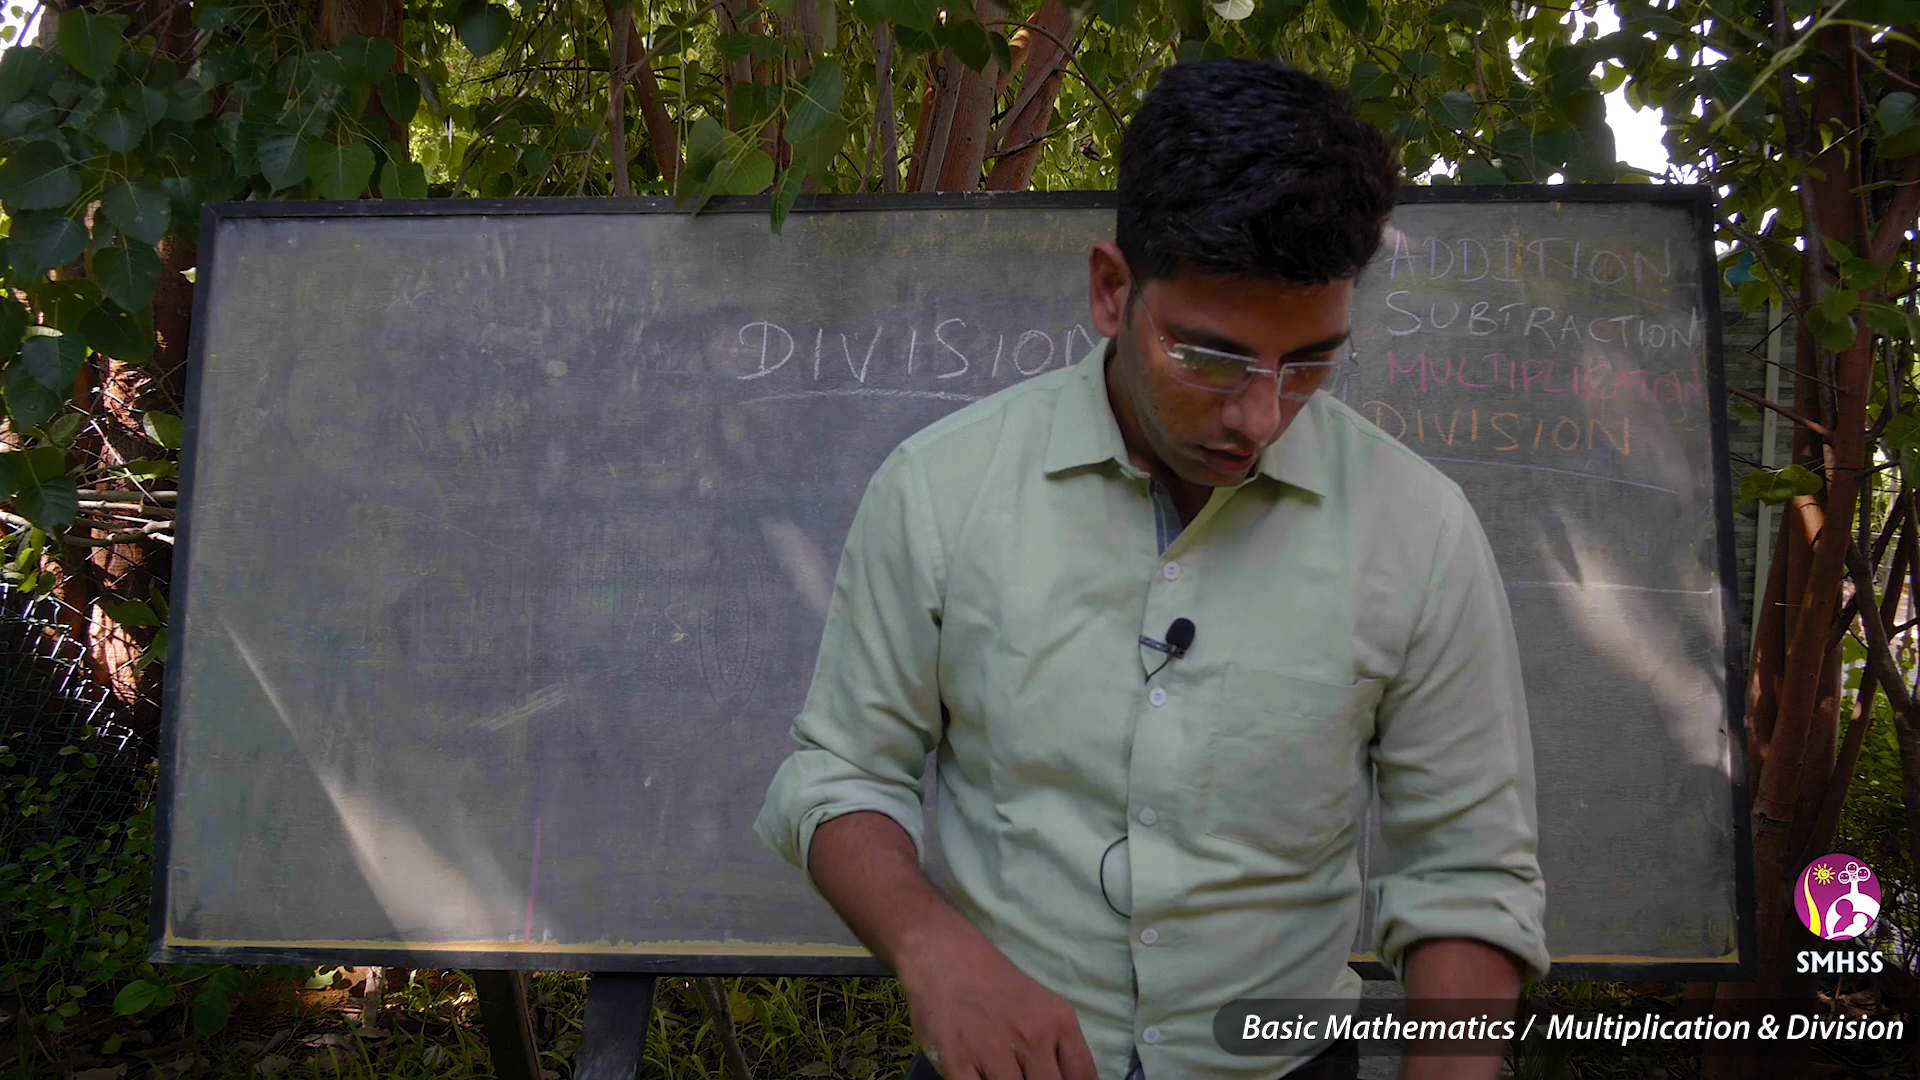 DIVISION
ADDITION
SUBTRACTION
MULTIPLICATION
DIVISION
SMHSS
Basic Mathematics / Multiplication & Division